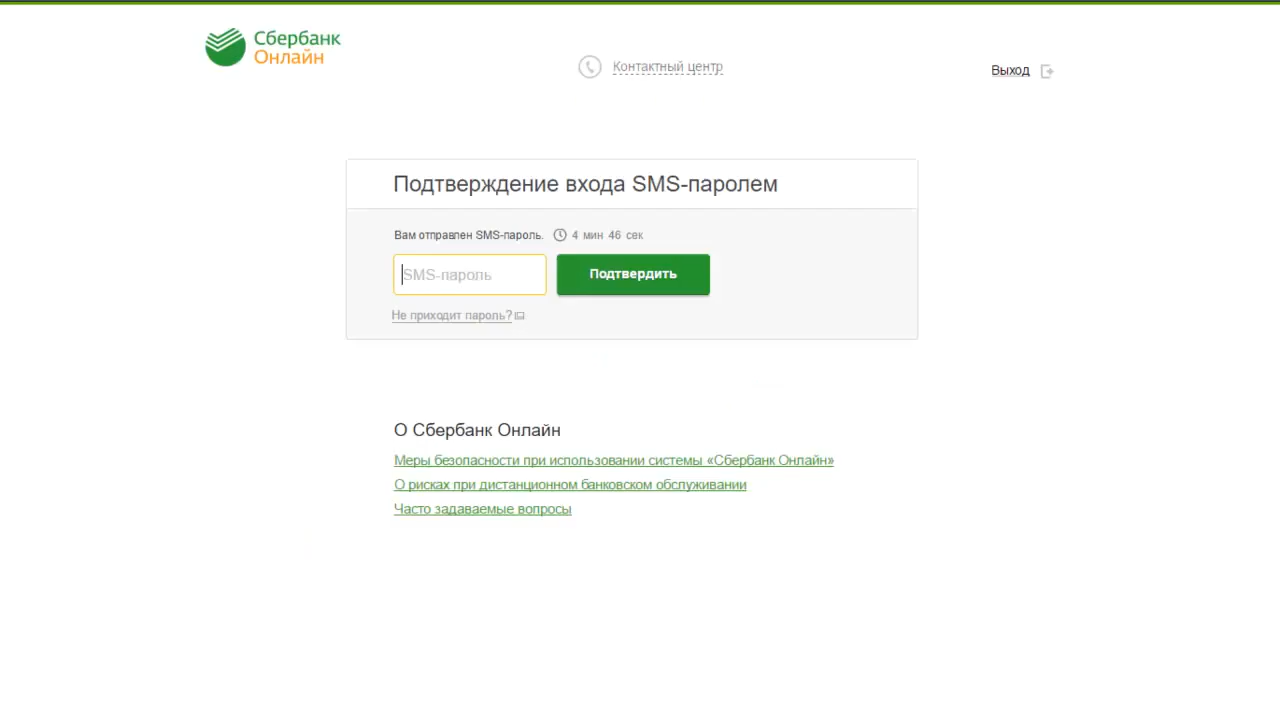 Сбербанк
Онлайн
Контактный центр
Выход
Подтверждение входа SMS-паролем
Вам отправлен SMS-пароль. 4 мин 46 сек
SMS-пароль
Подтвердить
Не приходит пароль?
О Сбербанк Онлайн
Меры безопасности при использовании системы «Сбербанк Онлайн»
О рисках при дистанционном банковском обслуживании
Часто задаваемые вопросы